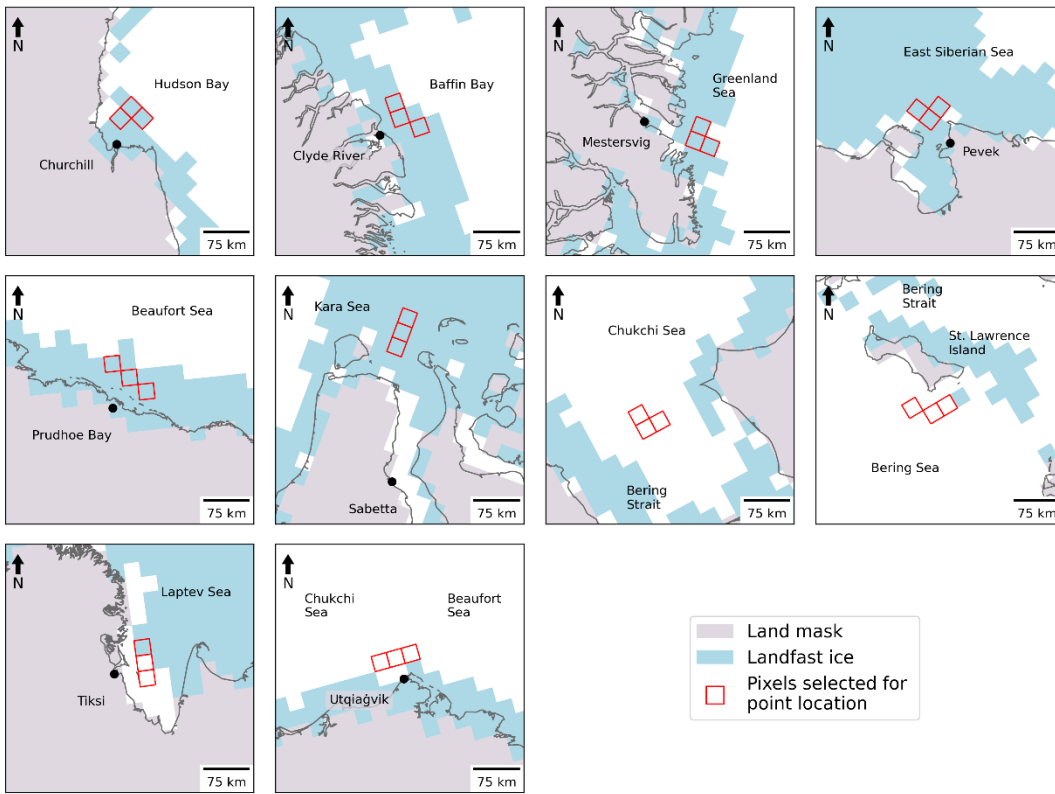 N
Hudson Bay
Churchill
75 km
N
Baffin Bay
Clyde River
75 km
N
Greenland
Sea
Mestersvig
75 km
N
East Siberian Sea
Pevek
75 km
N
Beaufort Sea
Prudhoe Bay
75 km
Kara Sea
N
Sabetta
75 km
N
Chukchi Sea
Bering
Strait
75 km
Bering
Strait
N
St. Lawrence
Island
Bering Sea
75 km
N
Laptev Sea
Tiksi
75 km
N
Chukchi
Sea
Beaufort
Sea
Utqiaġvik
75 km
Land mask
Landfast ice
Pixels selected for
point location